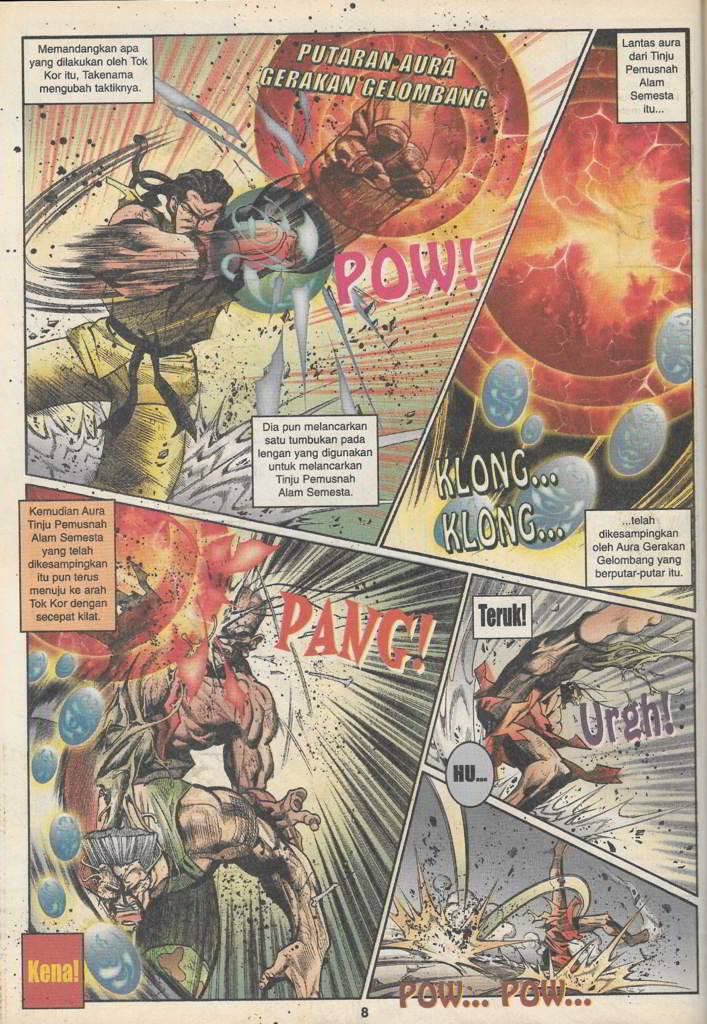 Memandangkan apa
yang dilakukan oleh Tok
Kor itu, Takenama
mengubah taktiknya.
PUTARAN AURA
GERAKAN GELOMBANG
POW!
Dia pun melancarkan
satu tumbukan pada
lengan yang digunakan
untuk melancarkan
Tinju Pemusnah
Alam Semesta.
Lantas aura
dari Tinju
Pemusnah
Alam
Semesta
itu...
KLONG...
KLONG...
...telah
dikesampingkan
oleh Aura Gerakan
Gelombang yang
berputar-putar itu.
Kemudian Aura
Tinju Pemusnah
Alam Semesta
yang telah
dikesampingkan
itu pun terus
menuju ke arah
Tok Kor dengan
secepat kilat.
PANG!
Kena!
Teruk!
Urgh!
HU...
POW... POW...
8